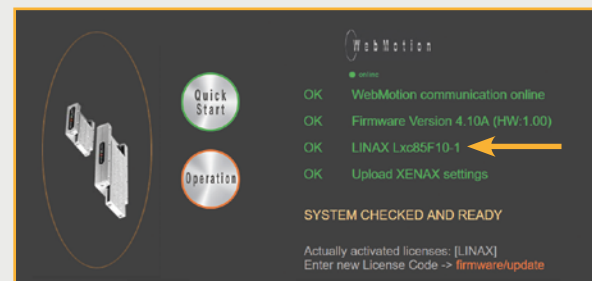 WebMotion
online
Quick
Start
OK WebMotion communication online
OK Firmware Version 4.10A (HW:1.00)
OK LINAX Lxc85F10-1
Operation
OK Upload XENAX settings
SYSTEM CHECKED AND READY
Actually activated licenses: [LINAX]
Enter new License Code -> firmware/update